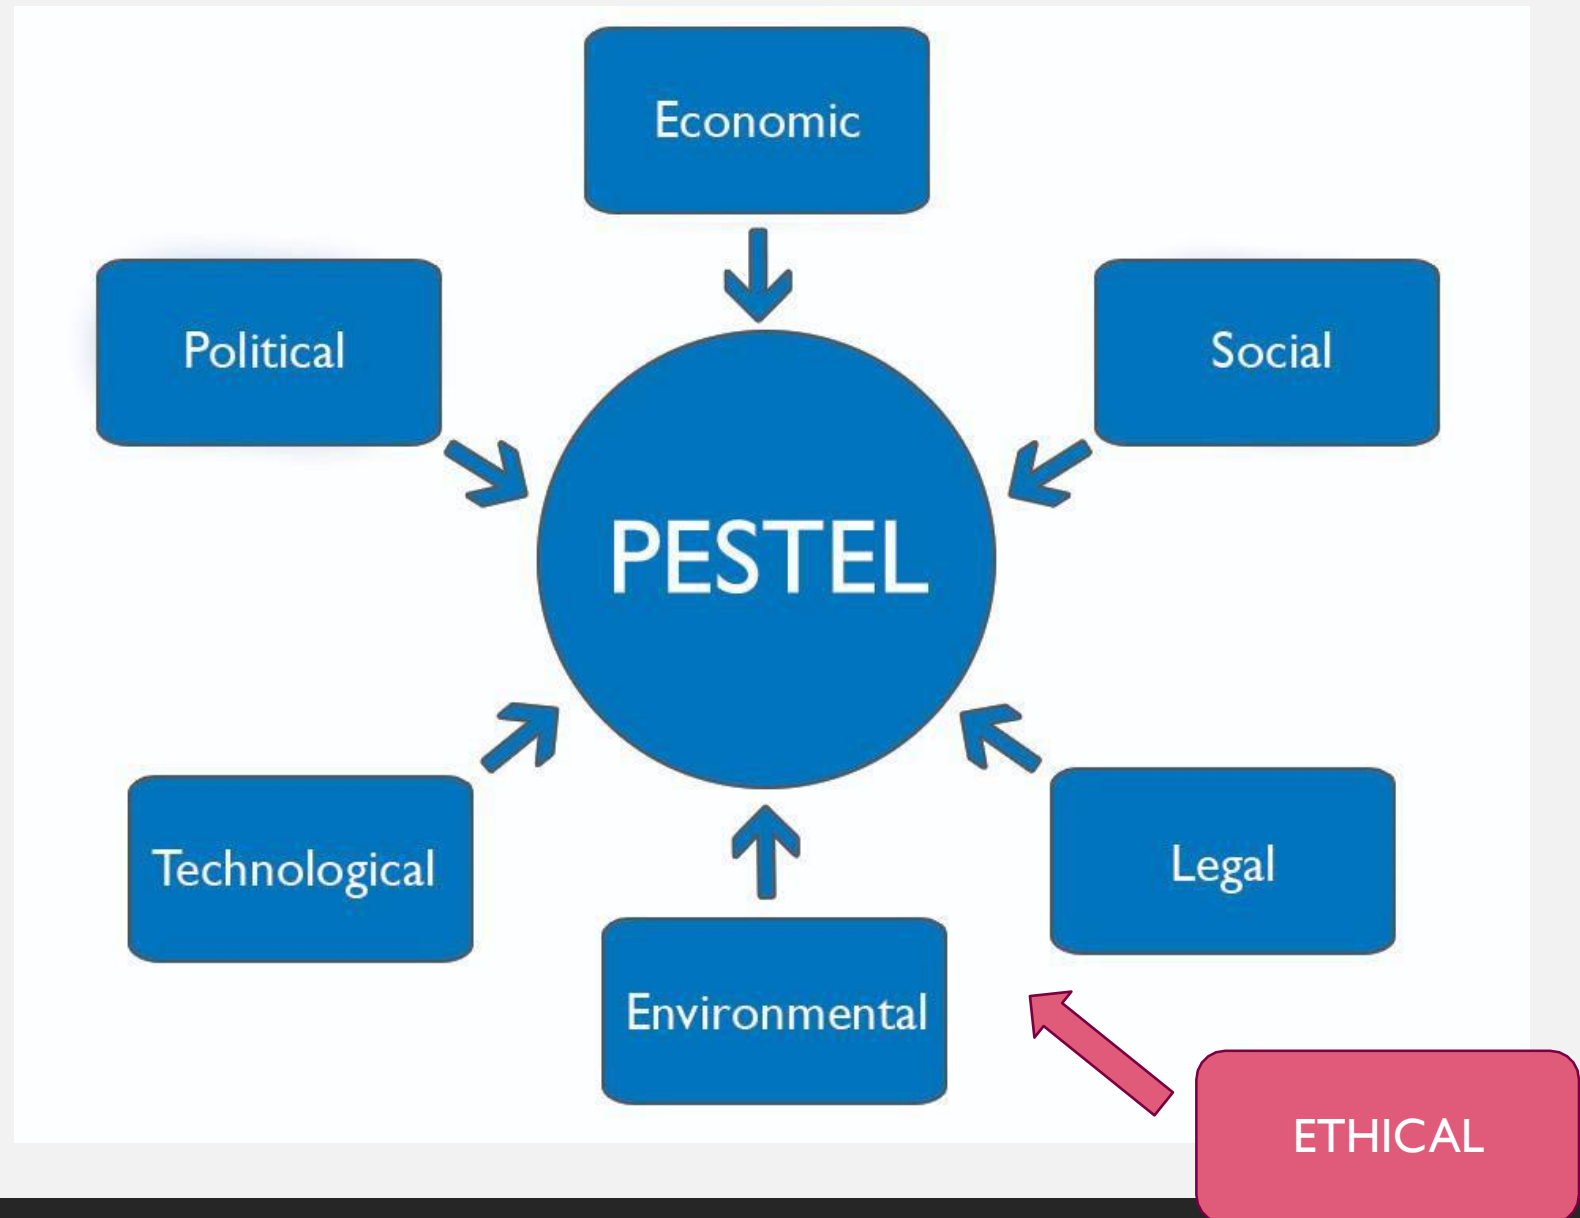 Economic
Political
Social
PESTEL
Technological
Legal
Environmental
ETHICAL